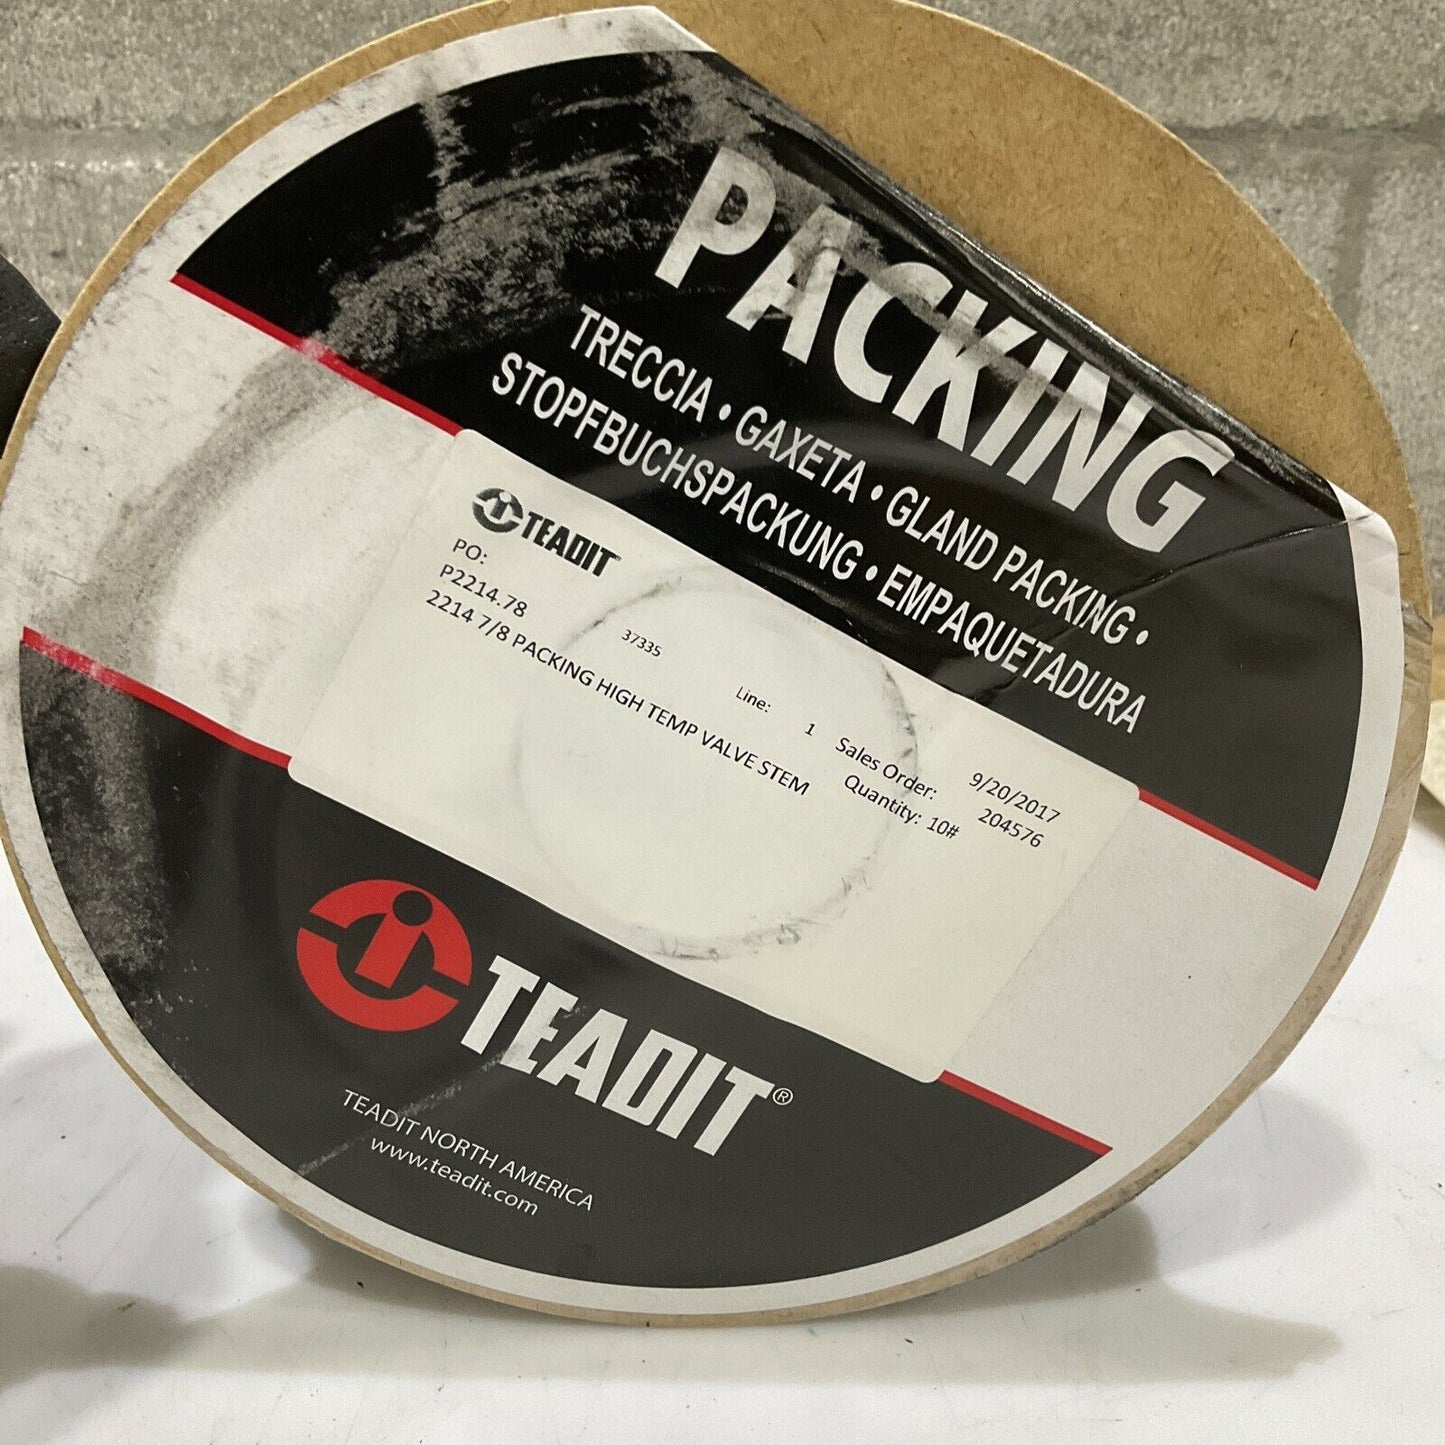 PACKING
TRECCIA • GAXETA • GLAND PACKING •
STOPFBUCHSPACKUNG • EMPAQUETADURA
TEADIT
PO: 37335 Line: 1 9/20/2017
P2214.78 Sales Order: 204576
2214 7/8 PACKING HIGH TEMP VALVE STEM Quantity: 10#
TEADIT®
TEADIT NORTH AMERICA
www.teadit.com